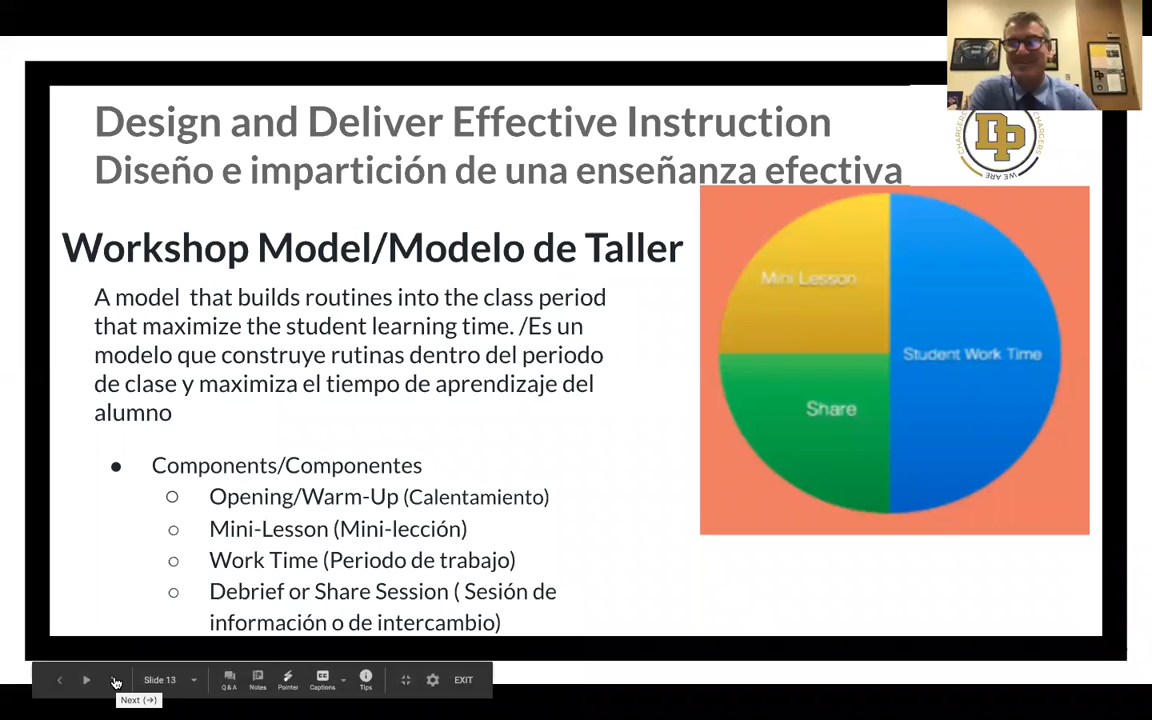 Design and Deliver Effective Instruction
Diseño e impartición de una enseñanza efectiva
DP
CHARGERS
CHARGERS
WE ARE
Workshop Model/Modelo de Taller
A model that builds routines into the class period
that maximize the student learning time. /Es un
modelo que construye rutinas dentro del periodo
de clase y maximiza el tiempo de aprendizaje del
alumno
● Components/Componentes
○ Opening/Warm-Up (Calentamiento)
○ Mini-Lesson (Mini-lección)
○ Work Time (Periodo de trabajo)
○ Debrief or Share Session ( Sesión de
información o de intercambio)
Mini Lesson
Student Work Time
Share
Slide 13
Q&A
Notes
Pointer
Captions
Tips
EXIT
Next (→)